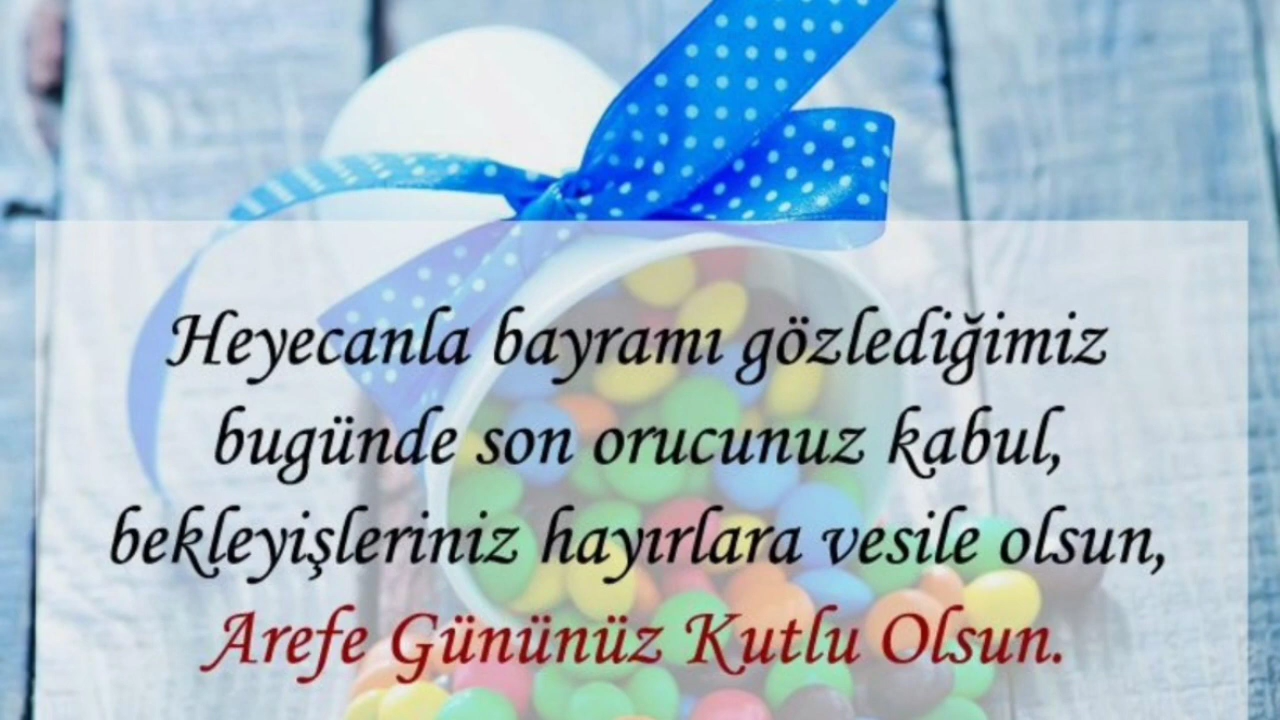 Heyecanla bayramı gözlediğimiz
bugünde son orucunuz kabul,
bekleyişleriniz hayırlara vesile olsun,
Arefe Gününüz Kutlu Olsun.